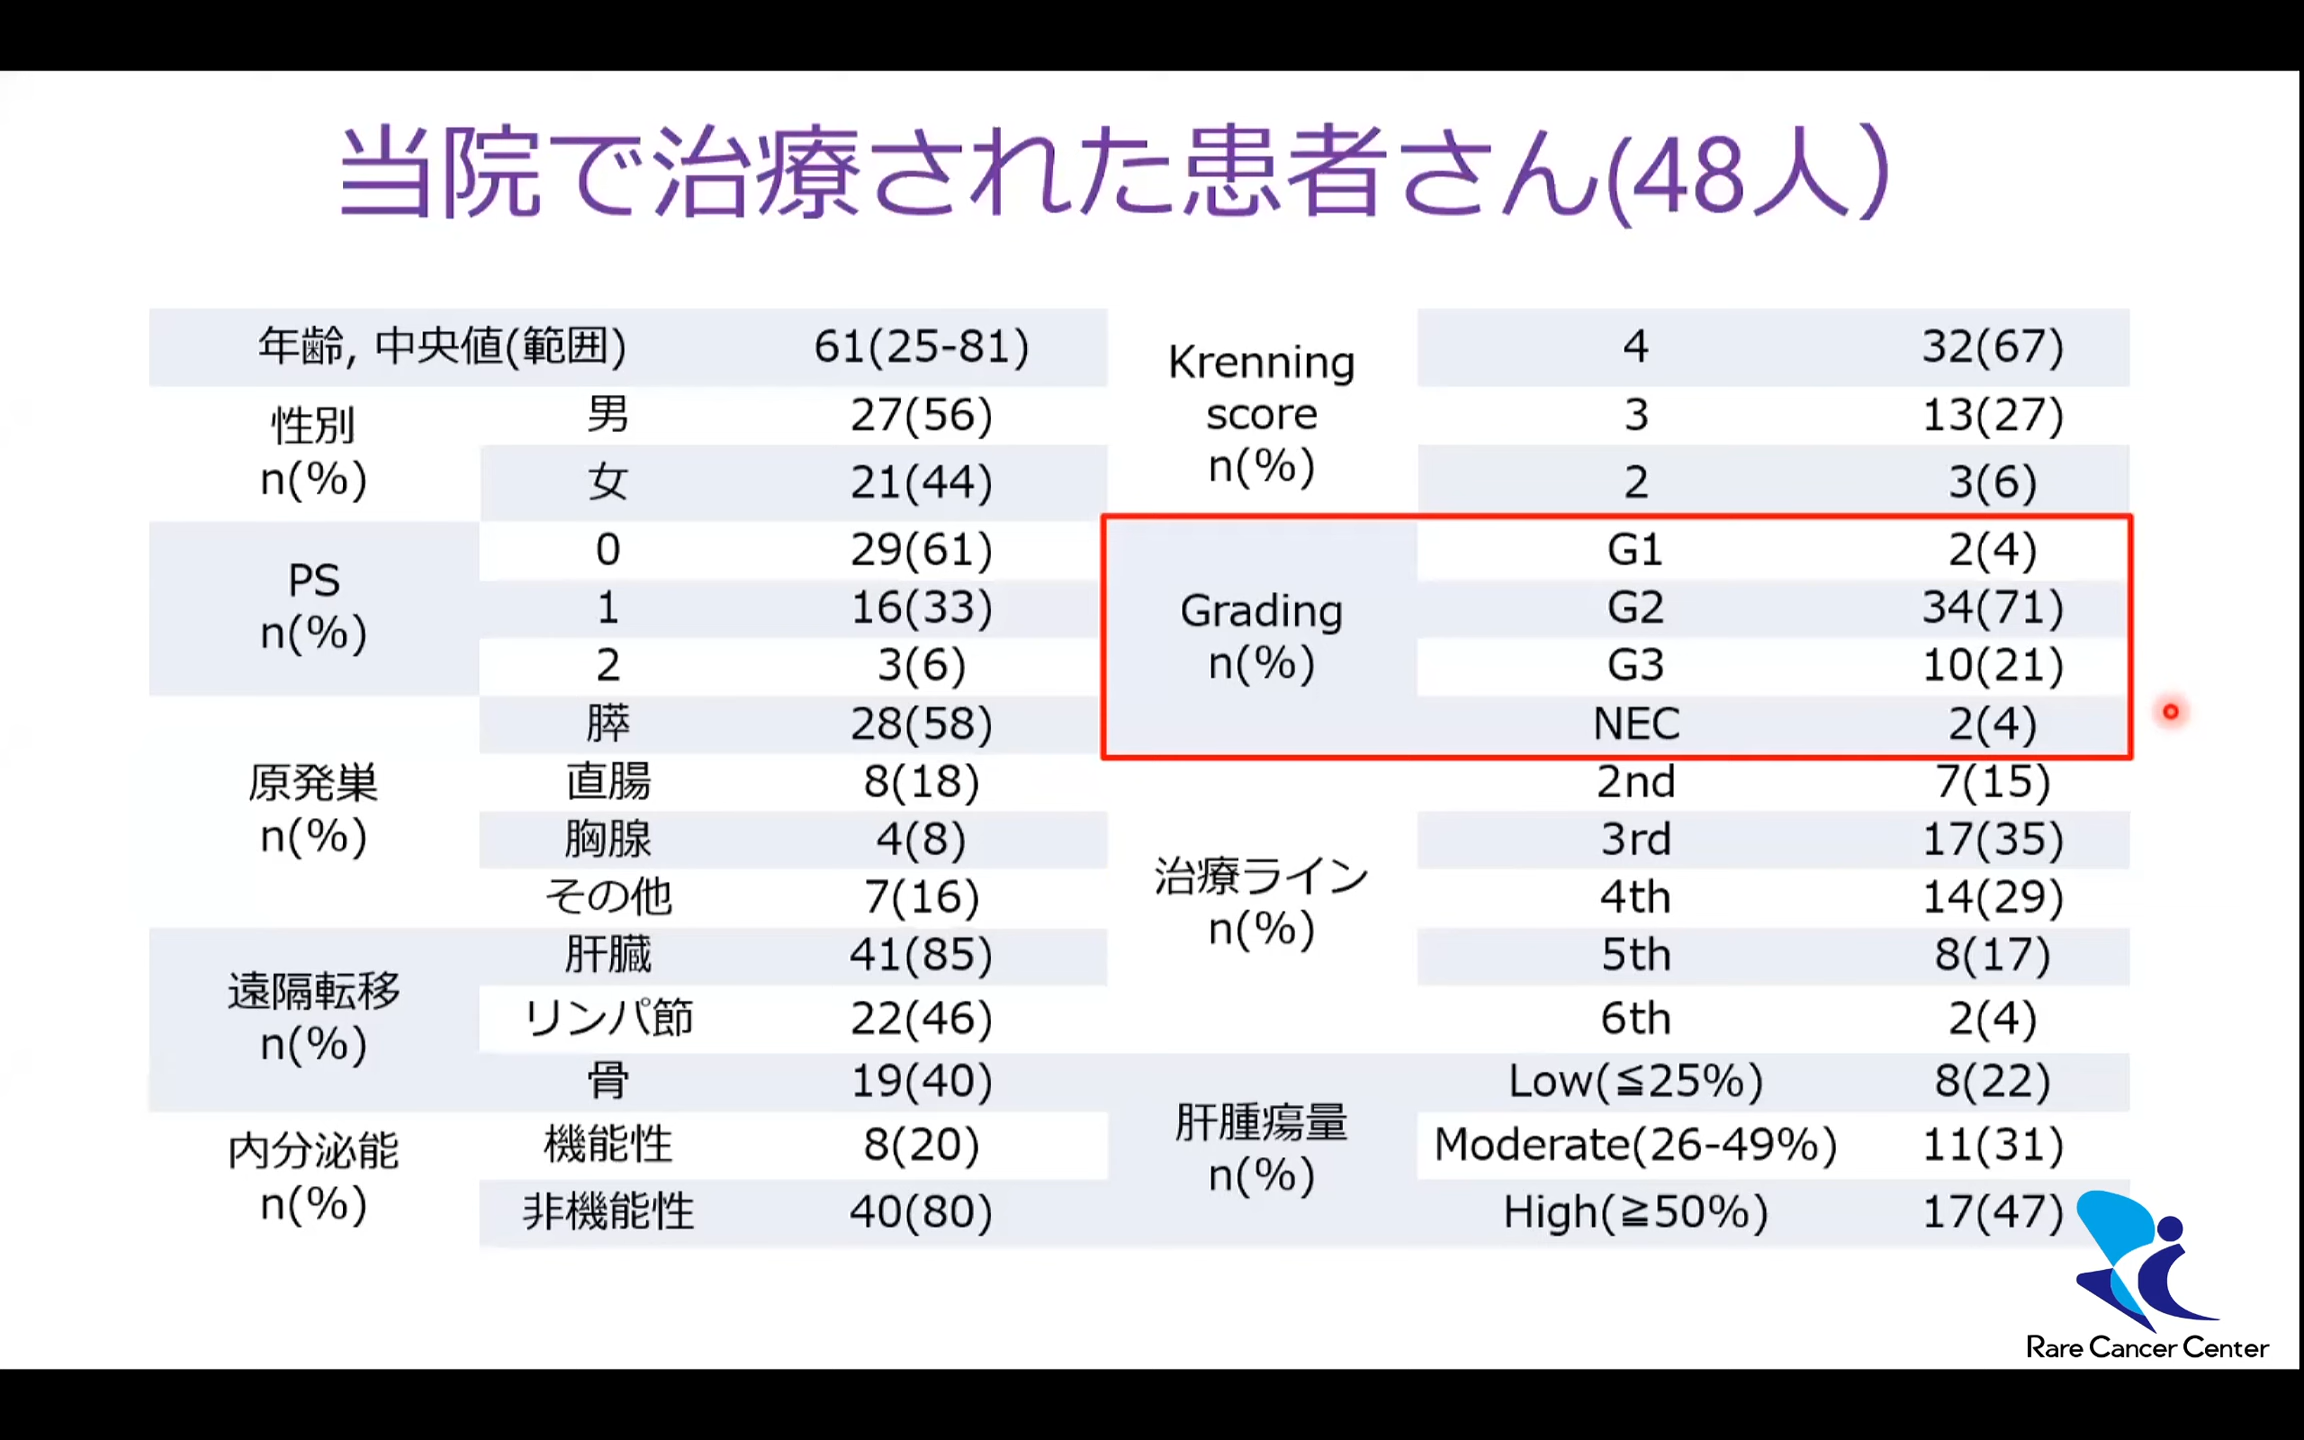 当院で治療された患者さん(48人)
年齢, 中央値(範囲) 61(25-81)
性別
n(%)
男 27(56)
女 21(44)
PS
n(%)
0 29(61)
1 16(33)
2 3(6)
原発巣
n(%)
膵 28(58)
直腸 8(18)
胸腺 4(8)
その他 7(16)
遠隔転移
n(%)
肝臓 41(85)
リンパ節 22(46)
骨 19(40)
内分泌能
n(%)
機能性 8(20)
非機能性 40(80)
Krenning
score
n(%)
4 32(67)
3 13(27)
2 3(6)
Grading
n(%)
G1 2(4)
G2 34(71)
G3 10(21)
NEC 2(4)
治療ライン
n(%)
2nd 7(15)
3rd 17(35)
4th 14(29)
5th 8(17)
6th 2(4)
肝腫瘍量
n(%)
Low(≦25%) 8(22)
Moderate(26-49%) 11(31)
High(≧50%) 17(47)
Rare Cancer Center